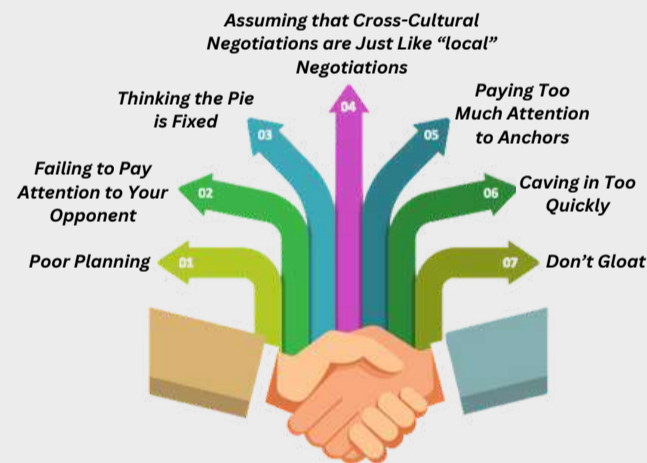 Assuming that Cross-Cultural
Negotiations are Just Like “local”
Negotiations
04
Thinking the Pie
is Fixed
03
Paying Too
Much Attention
to Anchors
05
Failing to Pay
Attention to Your
Opponent
02
Caving in Too
Quickly
06
Poor Planning
01
Don’t Gloat
07